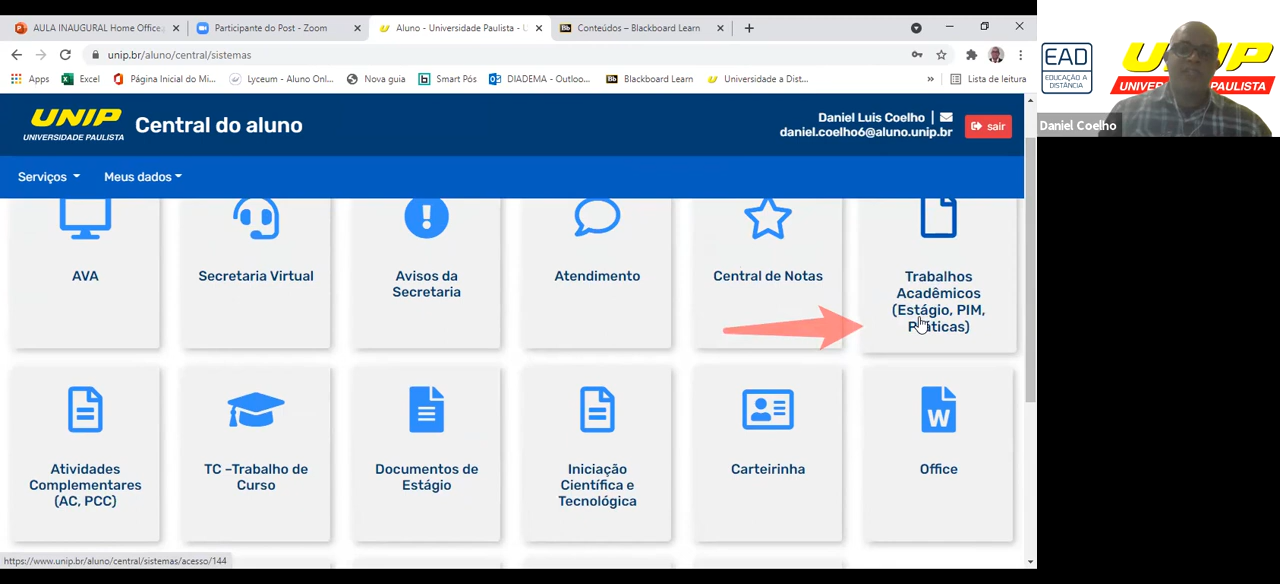 AULA INAUGURAL Home Office.
Participante do Post - Zoom
Aluno - Universidade Paulista - U
Conteúdos – Blackboard Learn
unip.br/aluno/central/sistemas
Apps
Excel
Página Inicial do Mi...
Lyceum - Aluno Onl...
Nova guia
Smart Pós
DIADEMA - Outloo...
Blackboard Learn
Universidade a Dist...
»
Lista de leitura
UNIP
UNIVERSIDADE PAULISTA
Central do aluno
Daniel Luis Coelho |
daniel.coelho6@aluno.unip.br
sair
Serviços
Meus dados
AVA
Secretaria Virtual
Avisos da
Secretaria
Atendimento
Central de Notas
Trabalhos
Acadêmicos
(Estágio, PIM,
Práticas)
Atividades
Complementares
(AC, PCC)
TC –Trabalho de
Curso
Documentos de
Estágio
Iniciação
Científica e
Tecnológica
Carteirinha
W
Office
https://www.unip.br/aluno/central/sistemas/acesso/144
EAD
EDUCAÇÃO A
DISTÂNCIA
Daniel Coelho